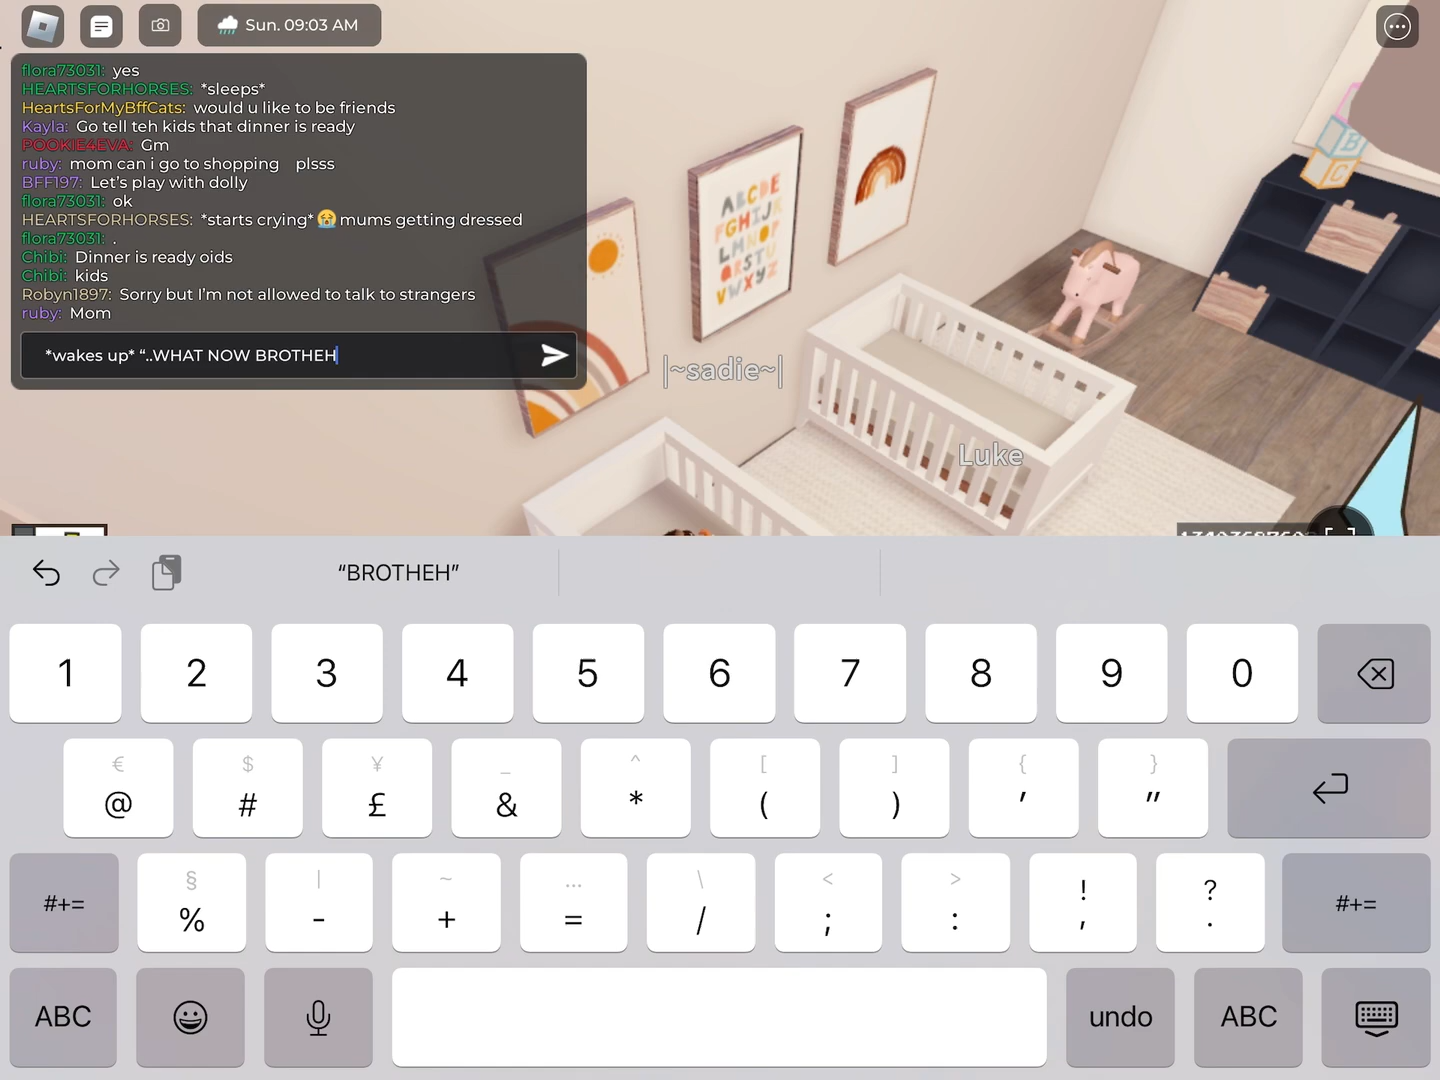 Sun. 09:03 AM
flora73031: yes
HEARTSFORHORSES: *sleeps*
HeartsForMyBffCats: would u like to be friends
Kayla: Go tell teh kids that dinner is ready
POOKIE4EVA: Gm
ruby: mom can i go to shopping plsss
BFF197: Let's play with dolly
flora73031: ok
HEARTSFORHORSES: *starts crying*😭mums getting dressed
flora73031: .
Chibi: Dinner is ready oids
Chibi: kids
Robyn1897: Sorry but I'm not allowed to talk to strangers
ruby: Mom
*wakes up* “..WHAT NOW BROTHEH
ABCDE
FGHIJK
LMNOP
QRSTU
VWXYZ
B
C
|~sadie~|
Luke
“BROTHEH”
1 2 3 4 5 6 7 8 9 0
€ $ ¥ _ ^ [ ] { }
@ # £ & * ( ) ' "
§ | ~ … \ < > ! ?
#+= % - + = / ; : , . #+=
ABC undo ABC